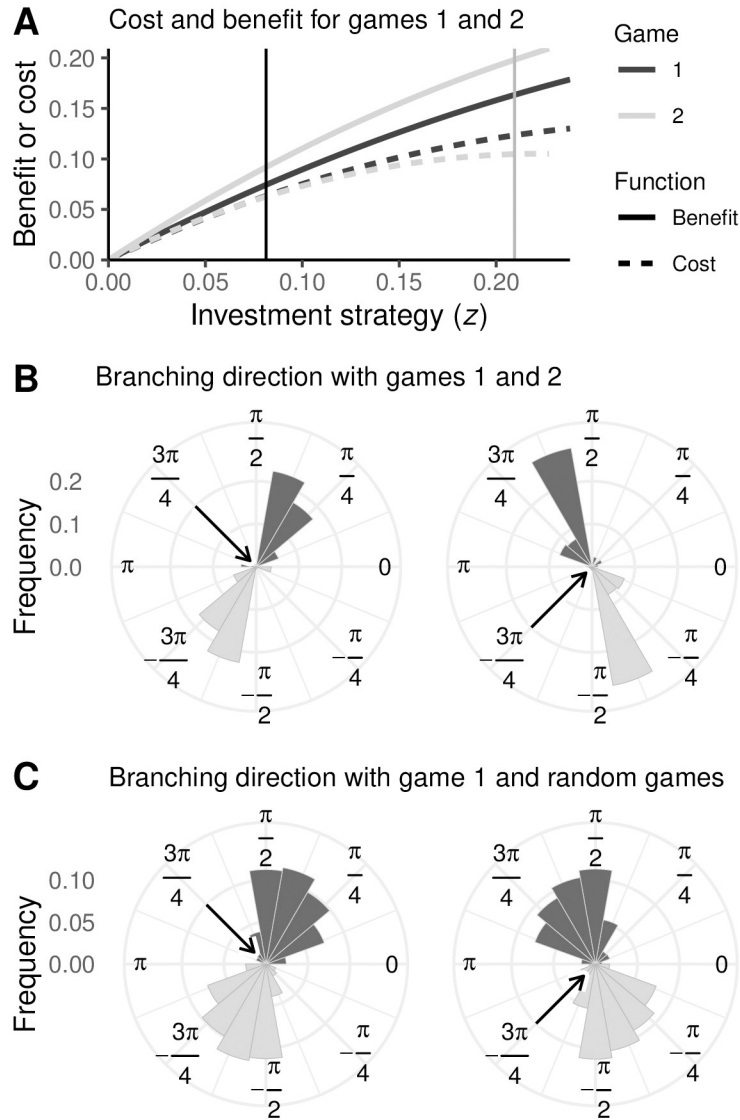 A Cost and benefit for games 1 and 2
Benefit or cost
0.20
0.15
0.10
0.05
0.00
0.00 0.05 0.10 0.15 0.20
Investment strategy (z)
Game
1
2
Function
Benefit
Cost
B Branching direction with games 1 and 2
Frequency
0.2
0.1
0.0
π/2
3π/4
π/4
π
0
−3π/4
−π/4
−π/2
π/2
3π/4
π/4
π
0
−3π/4
−π/4
−π/2
C Branching direction with game 1 and random games
Frequency
0.10
0.05
0.00
π/2
3π/4
π/4
π
0
−3π/4
−π/4
−π/2
π/2
3π/4
π/4
π
0
−3π/4
−π/4
−π/2